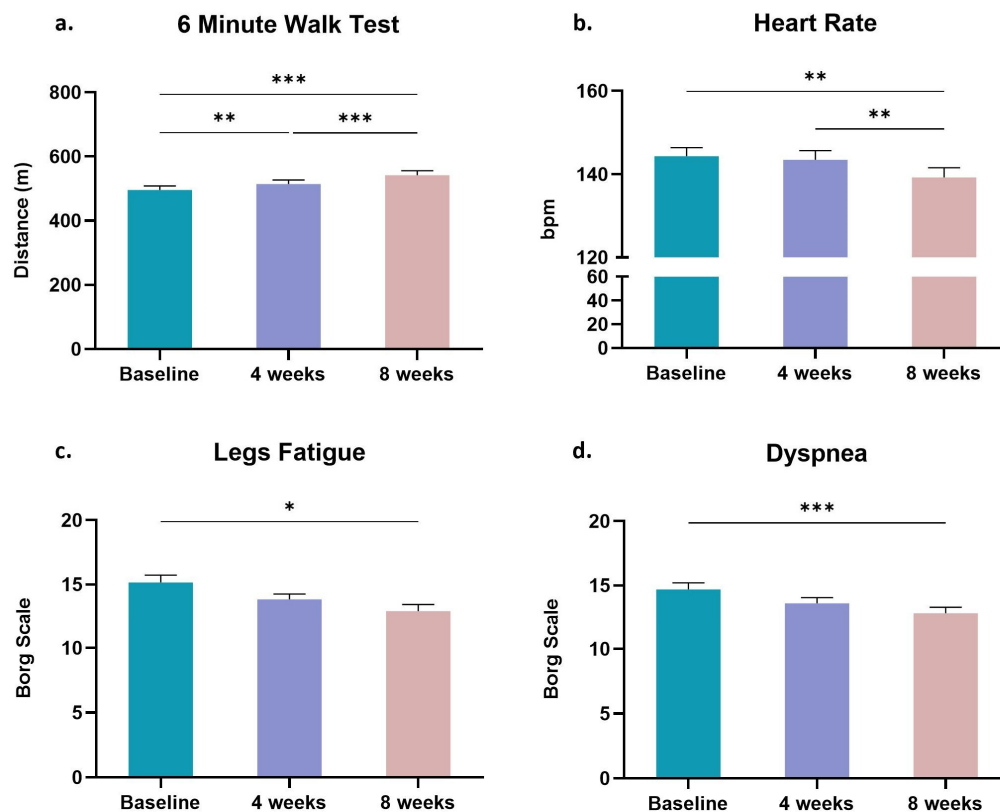 a.
6 Minute Walk Test
***
**
***
Distance (m)
800
600
400
200
0
Baseline 4 weeks 8 weeks
b.
Heart Rate
**
**
bpm
160
140
120
60
40
20
0
Baseline 4 weeks 8 weeks
c.
Legs Fatigue
*
Borg Scale
20
15
10
5
0
Baseline 4 weeks 8 weeks
d.
Dyspnea
***
Borg Scale
20
15
10
5
0
Baseline 4 weeks 8 weeks